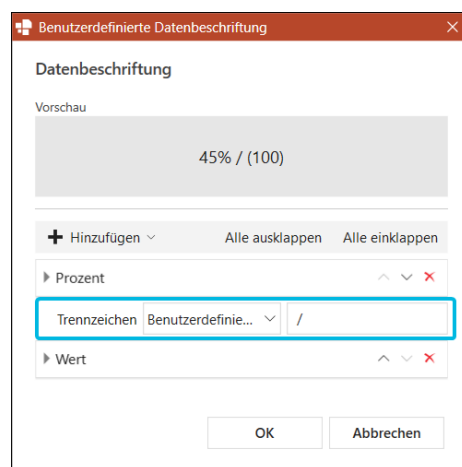 Benutzerdefinierte Datenbeschriftung
Datenbeschriftung
Vorschau
45% / (100)
Hinzufügen Alle ausklappen Alle einklappen
Prozent
Trennzeichen Benutzerdefinie... /
Wert
OK Abbrechen